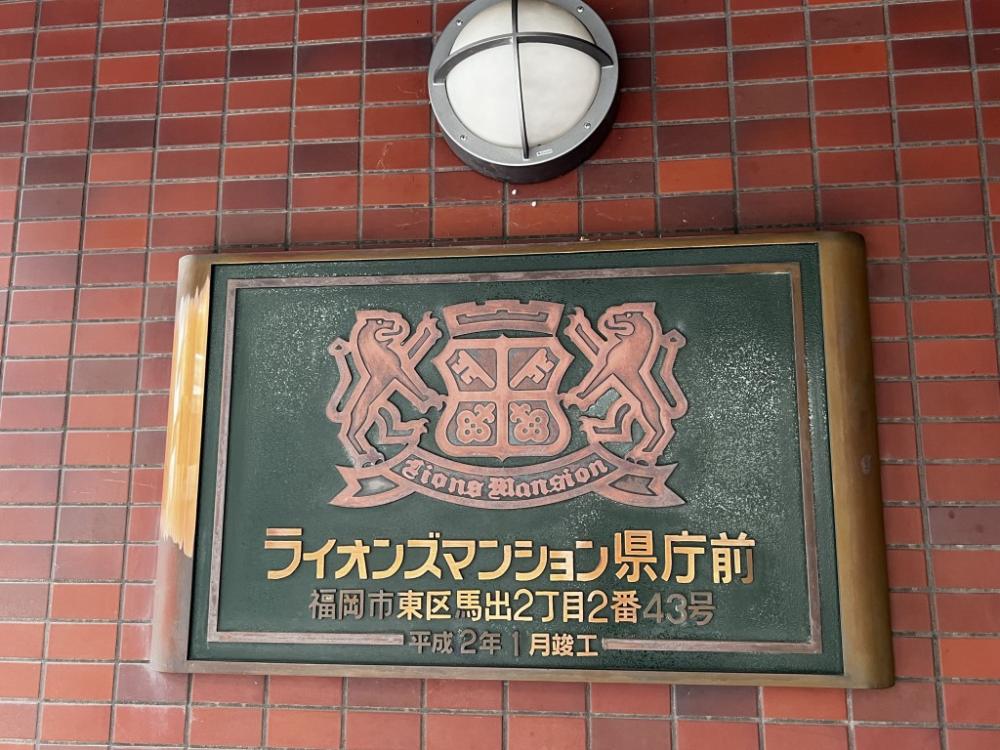 Lions Mansion
ライオンズマンション県庁前
福岡市東区馬出2丁目2番43号
平成2年1月竣工